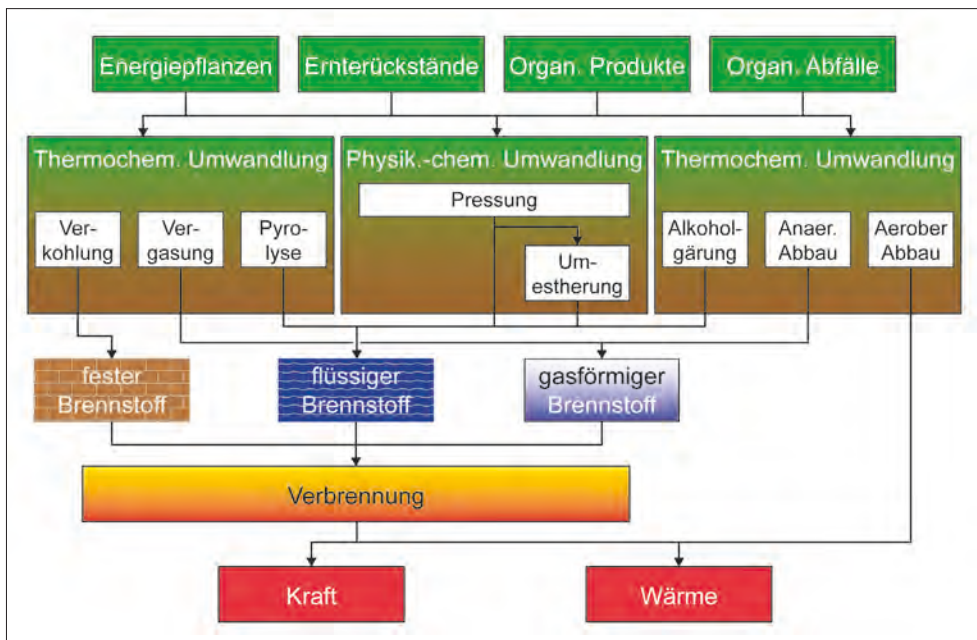 Energiepflanzen
Ernterückstände
Organ. Produkte
Organ. Abfälle
Thermochem. Umwandlung
Physik.-chem. Umwandlung
Thermochem. Umwandlung
Ver-
kohlung
Ver-
gasung
Pyro-
lyse
Pressung
Um-
estherung
Alkohol-
gärung
Anaer.
Abbau
Aerober
Abbau
fester
Brennstoff
flüssiger
Brennstoff
gasförmiger
Brennstoff
Verbrennung
Kraft
Wärme